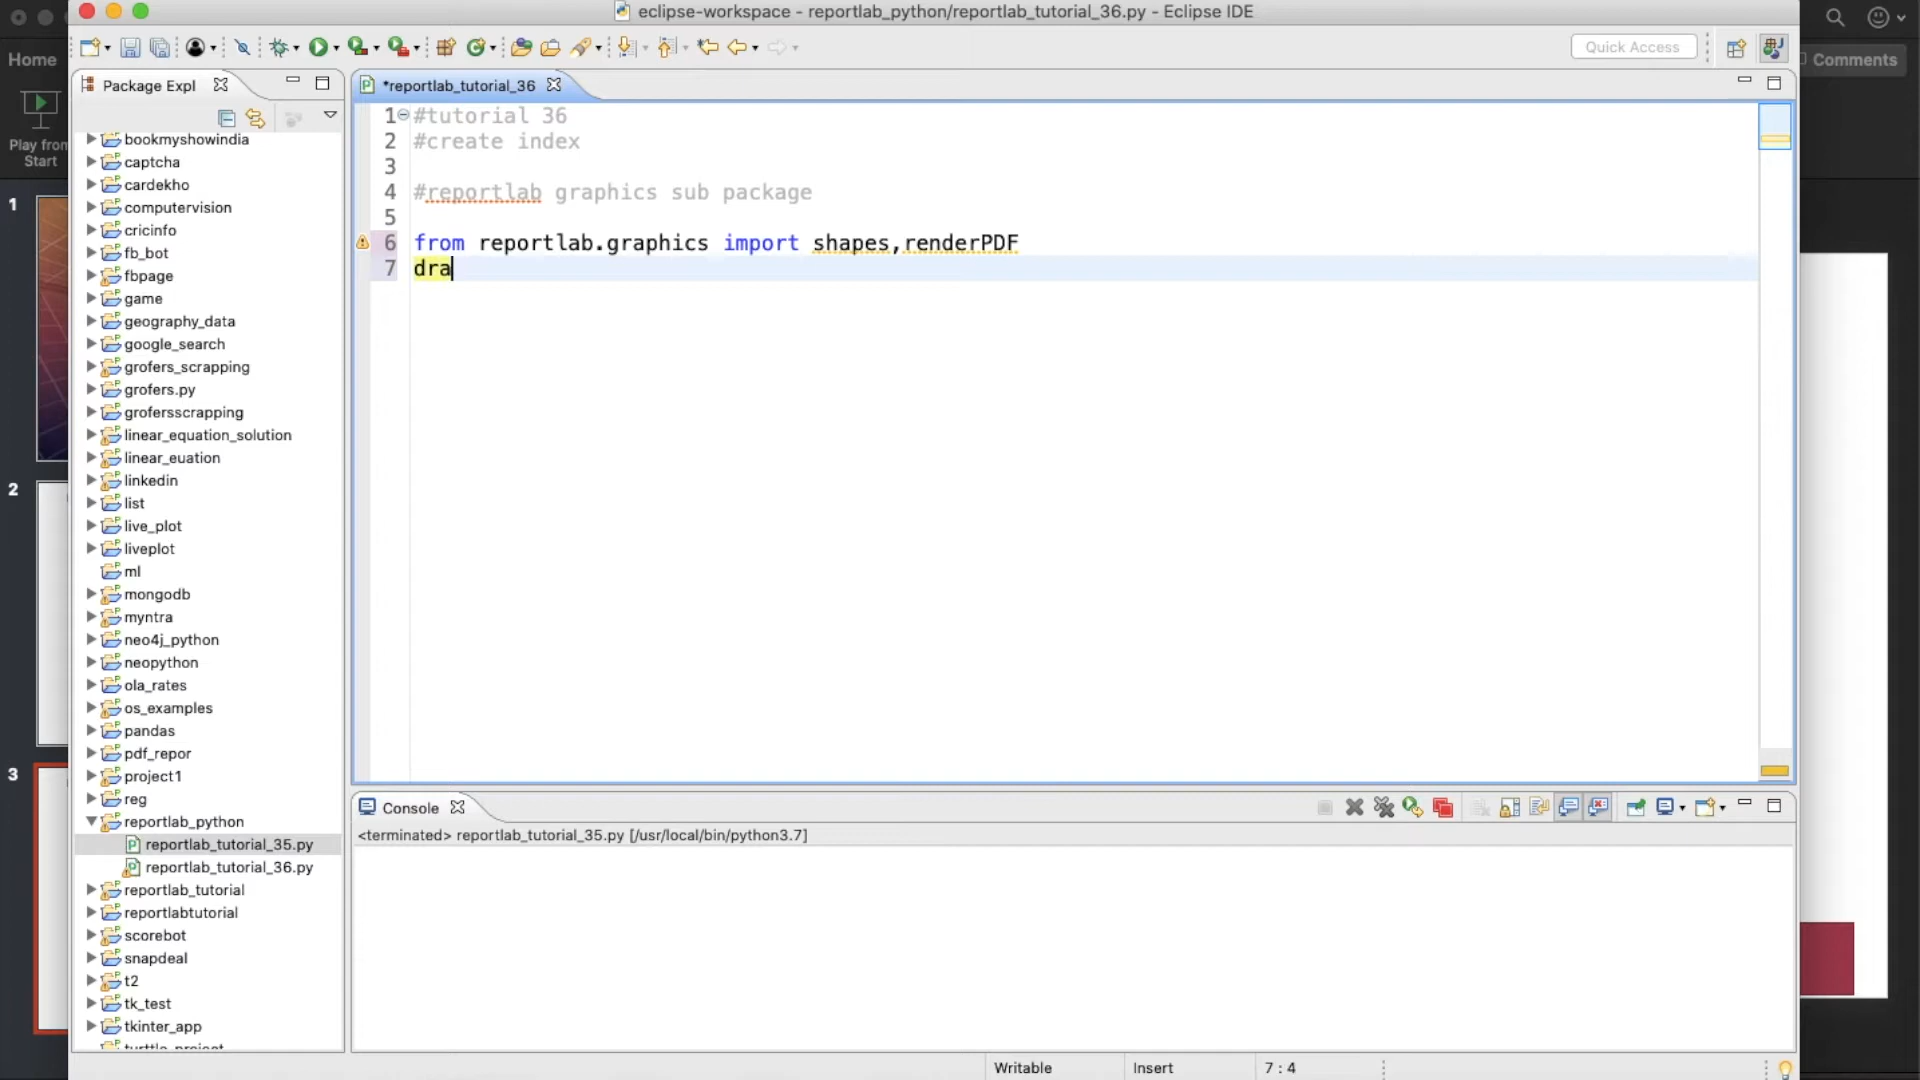 eclipse-workspace - reportlab_python/reportlab_tutorial_36.py - Eclipse IDE
Home
Comments
Play from
Start
1
2
3
Quick Access
Package Expl
*reportlab_tutorial_36
bookmyshowindia
captcha
cardekho
computervision
cricinfo
fb_bot
fbpage
game
geography_data
google_search
grofers_scrapping
grofers.py
grofersscrapping
linear_equation_solution
linear_euation
linkedin
list
live_plot
liveplot
ml
mongodb
myntra
neo4j_python
neopython
ola_rates
os_examples
pandas
pdf_repor
project1
reg
reportlab_python
reportlab_tutorial_35.py
reportlab_tutorial_36.py
reportlab_tutorial
reportlabtutorial
scorebot
snapdeal
t2
tk_test
tkinter_app
1 #tutorial 36
2 #create index
3
4 #reportlab graphics sub package
5
6 from reportlab.graphics import shapes,renderPDF
7 dra
Console
<terminated> reportlab_tutorial_35.py [/usr/local/bin/python3.7]
Writable
Insert
7 : 4